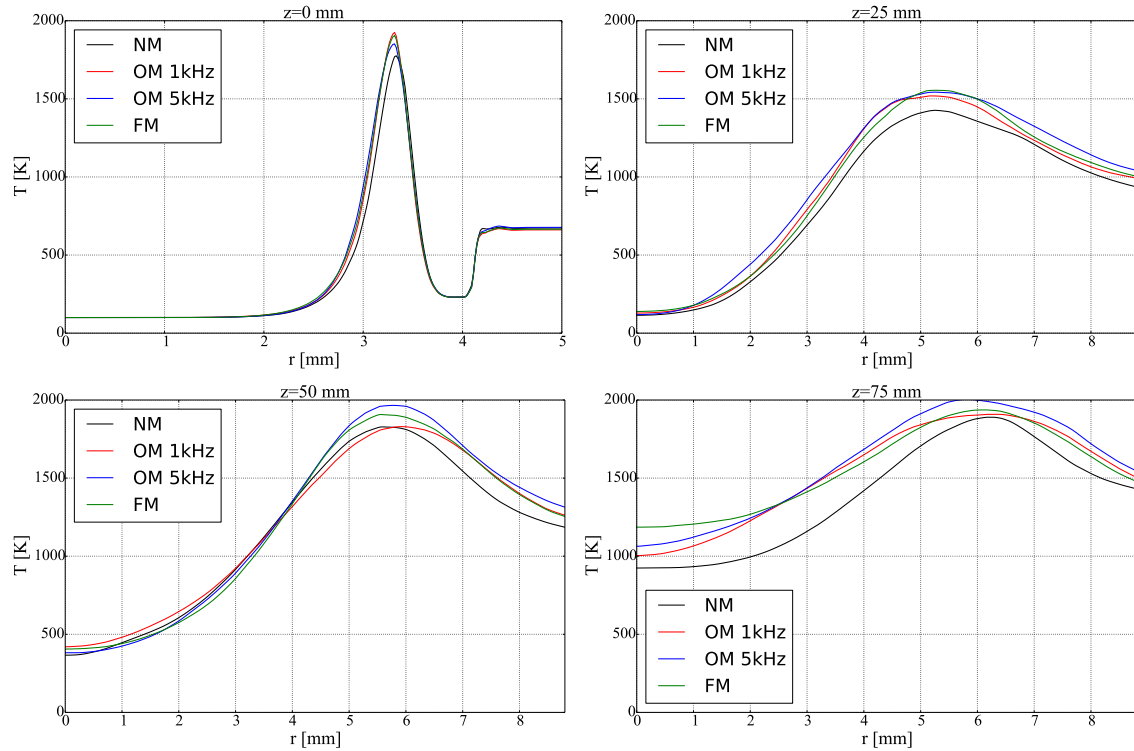 z=0 mm
2000
1500
1000
500
0
T [K]
NM
OM 1kHz
OM 5kHz
FM
0 1 2 3 4 5
r [mm]
z=25 mm
2000
1500
1000
500
0
T [K]
NM
OM 1kHz
OM 5kHz
FM
0 1 2 3 4 5 6 7 8
r [mm]
z=50 mm
2000
1500
1000
500
0
T [K]
NM
OM 1kHz
OM 5kHz
FM
0 1 2 3 4 5 6 7 8
r [mm]
z=75 mm
2000
1500
1000
500
0
T [K]
NM
OM 1kHz
OM 5kHz
FM
0 1 2 3 4 5 6 7 8
r [mm]